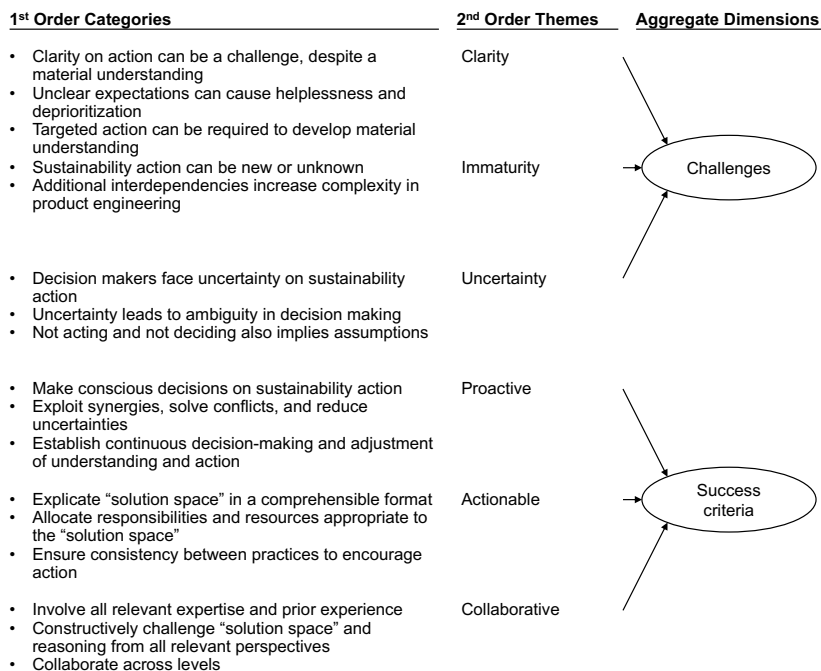 1st Order Categories 2nd Order Themes Aggregate Dimensions
• Clarity on action can be a challenge, despite a
material understanding
• Unclear expectations can cause helplessness and
deprioritization
• Targeted action can be required to develop material
understanding
• Sustainability action can be new or unknown
• Additional interdependencies increase complexity in
product engineering
Clarity
Immaturity
Challenges
• Decision makers face uncertainty on sustainability
action
• Uncertainty leads to ambiguity in decision making
• Not acting and not deciding also implies assumptions
Uncertainty
• Make conscious decisions on sustainability action
• Exploit synergies, solve conflicts, and reduce
uncertainties
• Establish continuous decision-making and adjustment
of understanding and action
Proactive
• Explicate “solution space” in a comprehensible format
• Allocate responsibilities and resources appropriate to
the “solution space”
• Ensure consistency between practices to encourage
action
Actionable
Success
criteria
• Involve all relevant expertise and prior experience
• Constructively challenge “solution space” and
reasoning from all relevant perspectives
• Collaborate across levels
Collaborative